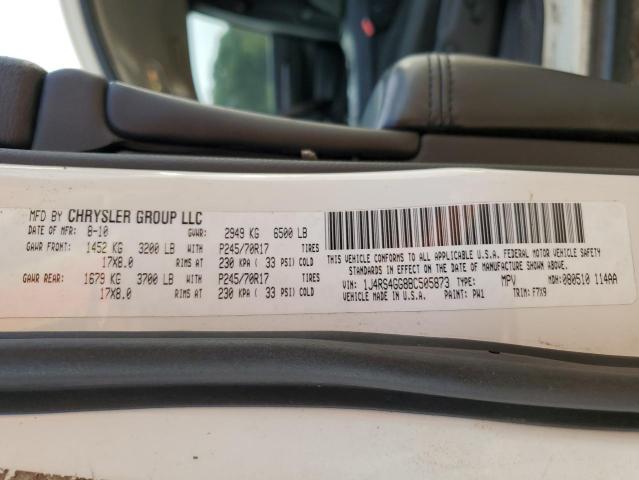 MFD BY CHRYSLER GROUP LLC
DATE OF MFR: 8-10 GVWR: 2949 KG 6500 LB
GAWR FRONT: 1452 KG 3200 LB WITH P245/70R17 TIRES
17X8.0 RIMS AT 230 KPA ( 33 PSI) COLD
GAWR REAR: 1679 KG 3700 LB WITH P245/70R17 TIRES
17X8.0 RIMS AT 230 KPA ( 33 PSI) COLD
THIS VEHICLE CONFORMS TO ALL APPLICABLE U.S.A. FEDERAL MOTOR VEHICLE SAFETY
STANDARDS IN EFFECT ON THE DATE OF MANUFACTURE SHOWN ABOVE.
VIN: 1J4RS4GG8BC505873 TYPE: MPV MDH: 080510 114AA
VEHICLE MADE IN U.S.A. PAINT: PW1 TRIM: F7X9